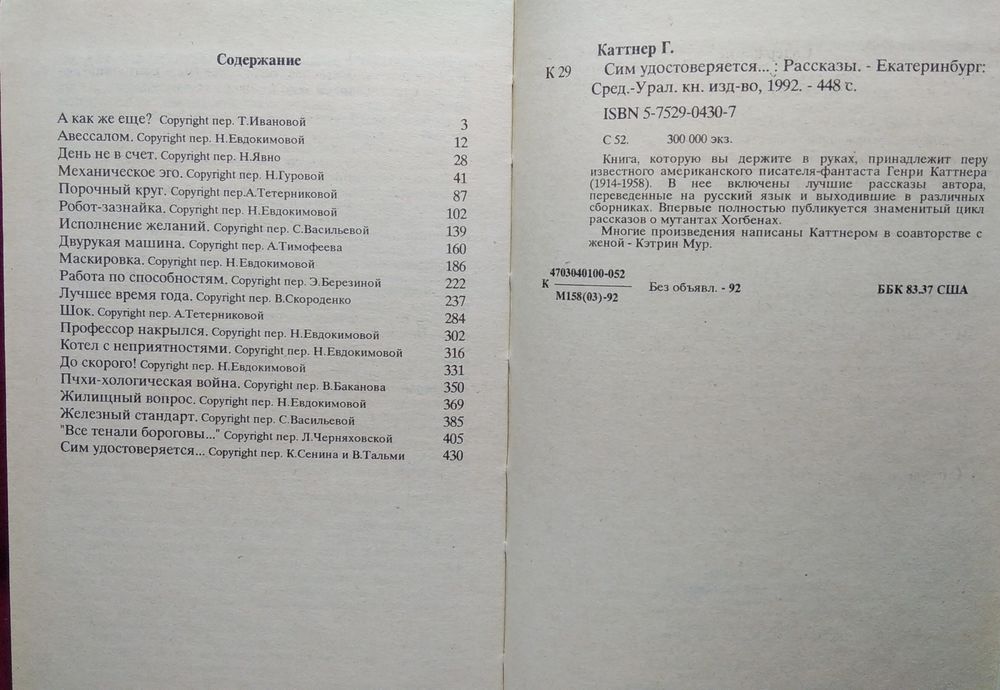 Содержание
А как же еще? Copyright пер. Т.Ивановой 3
Авессалом. Copyright пер. Н.Евдокимовой 12
День не в счет. Copyright пер. Н.Явно 28
Механическое эго. Copyright пер. Н.Гуровой 41
Порочный круг. Copyright пер.А.Тетерниковой 87
Робот-зазнайка. Copyright пер. Н.Евдокимовой 102
Исполнение желаний. Copyright пер. С.Васильевой 139
Двурукая машина. Copyright пер. А.Тимофеева 160
Маскировка. Copyright пер. Н.Евдокимовой 186
Работа по способностям. Copyright пер. Э.Березиной 222
Лучшее время года. Copyright пер. В.Скороденко 237
Шок. Copyright пер. А.Тетерниковой 284
Профессор накрылся. Copyright пер. Н.Евдокимовой 302
Котел с неприятностями. Copyright пер. Н.Евдокимовой 316
До скорого! Copyright пер. Н.Евдокимовой 331
Пчхи-хологическая война. Copyright пер. В.Баканова 350
Жилищный вопрос. Copyright пер. Н.Евдокимовой 369
Железный стандарт. Copyright пер. С.Васильевой 385
"Все тенали бороговы..." Copyright пер. Л.Черняховской 405
Сим удостоверяется... Copyright пер. К.Сенина и В.Тальми 430
Каттнер Г.
К 29 Сим удостоверяется... : Рассказы. - Екатеринбург:
Сред.-Урал. кн. изд-во, 1992. - 448 с.
ISBN 5-7529-0430-7
С 52. 300 000 экз.
Книга, которую вы держите в руках, принадлежит перу
известного американского писателя-фантаста Генри Каттнера
(1914-1958). В нее включены лучшие рассказы автора,
переведенные на русский язык и выходившие в различных
сборниках. Впервые полностью публикуется знаменитый цикл
рассказов о мутантах Хогбенах.
Многие произведения написаны Каттнером в соавторстве с
женой - Кэтрин Мур.
4703040100-052
К Без объявл. - 92 ББК 83.37 США
М158(03)-92